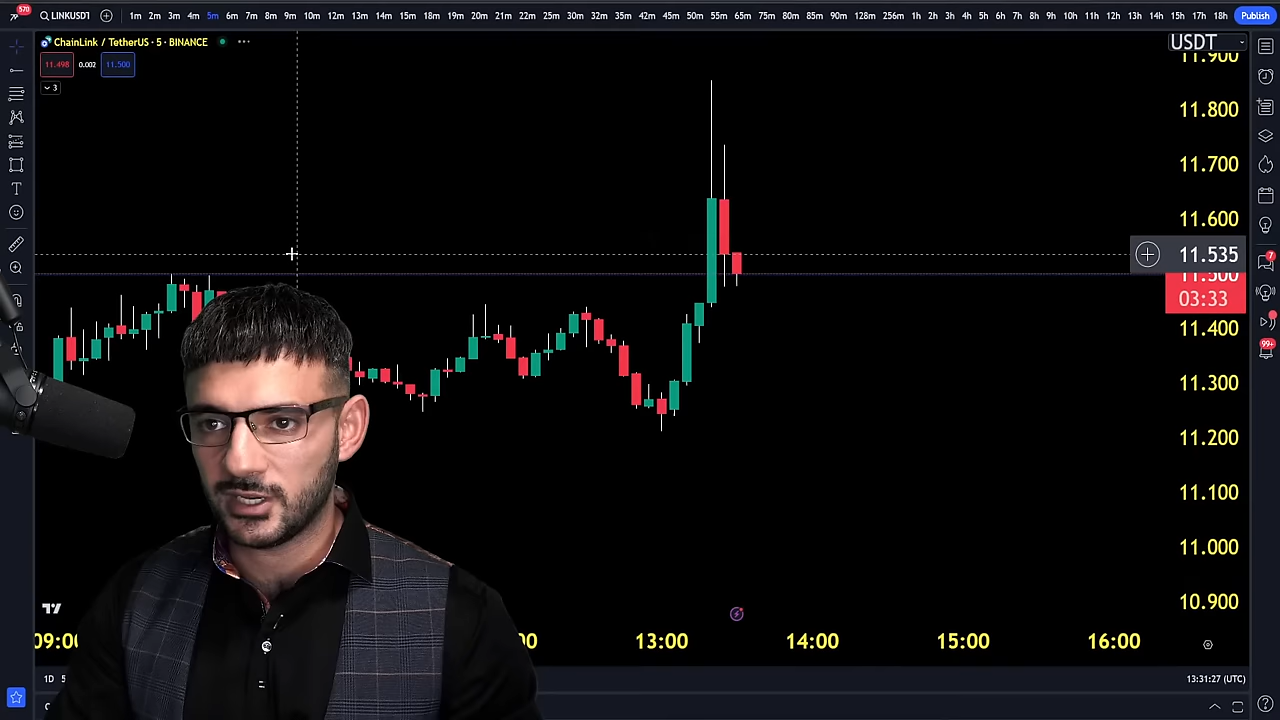 570
LINKUSDT
1m 2m 3m 4m 5m 6m 7m 8m 9m 10m 12m 13m 14m 15m 18m 19m 20m 21m 22m 25m 30m 32m 35m 42m 45m 50m 55m 65m 75m 80m 85m 90m 128m 256m 1h 2h 3h 4h 5h 6h 7h 8h 9h 10h 11h 12h 13h 14h 15h 17h 18h
Publish
ChainLink / TetherUS · 5 · BINANCE
USDT
11.498 0.002 11.500
3
11.900
11.800
11.700
11.600
11.535
11.500
03:33
11.400
11.300
11.200
11.100
11.000
10.900
7
99+
09:00 13:00 14:00 15:00 16:00
1D 5
13:31:27 (UTC)